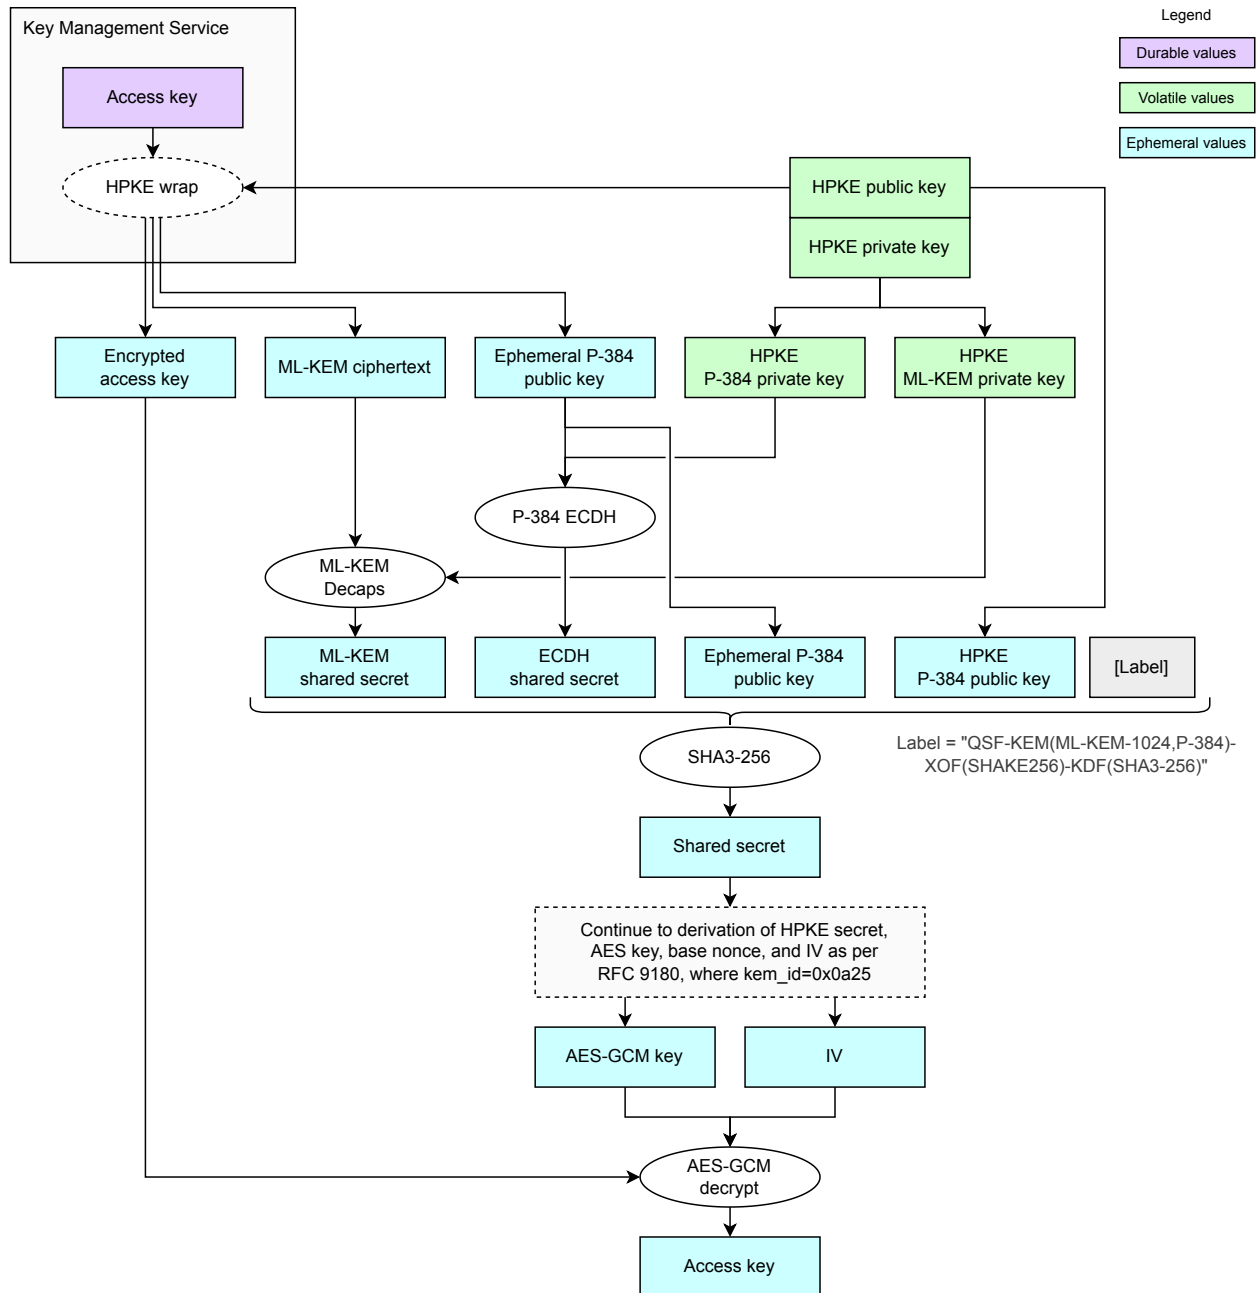 Key Management Service
Access key
HPKE wrap
Legend
Durable values
Volatile values
Ephemeral values
HPKE public key
HPKE private key
Encrypted
access key
ML-KEM ciphertext
Ephemeral P-384
public key
HPKE
P-384 private key
HPKE
ML-KEM private key
P-384 ECDH
ML-KEM
Decaps
ML-KEM
shared secret
ECDH
shared secret
Ephemeral P-384
public key
HPKE
P-384 public key
[Label]
SHA3-256
Label = "QSF-KEM(ML-KEM-1024,P-384)-
XOF(SHAKE256)-KDF(SHA3-256)"
Shared secret
Continue to derivation of HPKE secret,
AES key, base nonce, and IV as per
RFC 9180, where kem_id=0x0a25
AES-GCM key
IV
AES-GCM
decrypt
Access key